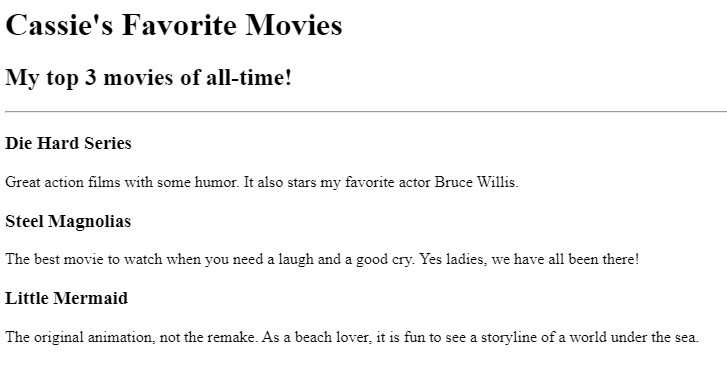 Cassie's Favorite Movies
My top 3 movies of all-time!
Die Hard Series
Great action films with some humor. It also stars my favorite actor Bruce Willis.
Steel Magnolias
The best movie to watch when you need a laugh and a good cry. Yes ladies, we have all been there!
Little Mermaid
The original animation, not the remake. As a beach lover, it is fun to see a storyline of a world under the sea.